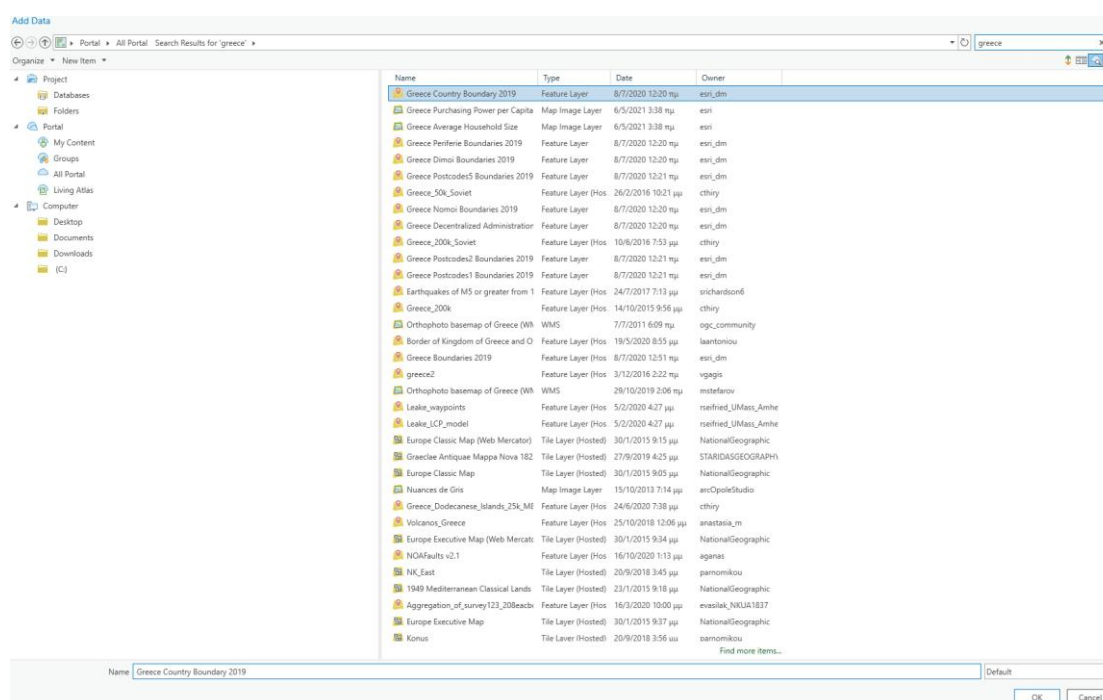 Add Data
Portal All Portal Search Results for 'greece' greece
Organize New Item
Project
Databases
Folders
Portal
My Content
Groups
All Portal
Living Atlas
Computer
Desktop
Documents
Downloads
(C:)
Name Type Date Owner
Greece Country Boundary 2019 Feature Layer 8/7/2020 12:20 πμ esri_dm
Greece Purchasing Power per Capita Map Image Layer 6/5/2021 3:38 πμ esri
Greece Average Household Size Map Image Layer 6/5/2021 3:38 πμ esri
Greece Periferie Boundaries 2019 Feature Layer 8/7/2020 12:20 πμ esri_dm
Greece Dimoi Boundaries 2019 Feature Layer 8/7/2020 12:20 πμ esri_dm
Greece Postcodes5 Boundaries 2019 Feature Layer 8/7/2020 12:21 πμ esri_dm
Greece_50k_Soviet Feature Layer (Hos 26/2/2016 10:21 μμ cthiry
Greece Nomoi Boundaries 2019 Feature Layer 8/7/2020 12:20 πμ esri_dm
Greece Decentralized Administration Feature Layer 8/7/2020 12:20 πμ esri_dm
Greece_200k_Soviet Feature Layer (Hos 10/6/2016 7:53 μμ cthiry
Greece Postcodes2 Boundaries 2019 Feature Layer 8/7/2020 12:21 πμ esri_dm
Greece Postcodes1 Boundaries 2019 Feature Layer 8/7/2020 12:21 πμ esri_dm
Earthquakes of M5 or greater from 1 Feature Layer (Hos 24/7/2017 7:13 μμ srichardson6
Greece_200k Feature Layer (Hos 14/10/2015 9:56 μμ cthiry
Orthophoto basemap of Greece (WM WMS 7/7/2011 6:09 πμ ogc_community
Border of Kingdom of Greece and O Feature Layer (Hos 19/5/2020 8:55 μμ laantoniou
Greece Boundaries 2019 Feature Layer (Hos 8/7/2020 12:51 πμ esri_dm
greece2 Feature Layer (Hos 3/12/2016 2:22 πμ vgagis
Orthophoto basemap of Greece (WM WMS 29/10/2019 2:06 πμ mstefarov
Leake_waypoints Feature Layer (Hos 5/2/2020 4:27 μμ rseifried_UMass_Amhe
Leake_LCP_model Feature Layer (Hos 5/2/2020 4:27 μμ rseifried_UMass_Amhe
Europe Classic Map (Web Mercator) Tile Layer (Hosted) 30/1/2015 9:15 μμ NationalGeographic
Graeclae Antiquae Mappa Nova 182 Tile Layer (Hosted) 27/9/2019 4:25 μμ STARIDASGEOGRAPHY
Europe Classic Map Tile Layer (Hosted) 30/1/2015 9:05 μμ NationalGeographic
Nuances de Gris Map Image Layer 15/10/2013 7:14 μμ arcOpoleStudio
Greece_Dodecanese_Islands_25k_ME Feature Layer (Hos 24/6/2020 7:38 μμ cthiry
Volcanos_Greece Feature Layer (Hos 25/10/2018 12:06 μμ anastasia_m
Europe Executive Map (Web Mercatc Tile Layer (Hosted) 30/1/2015 9:34 μμ NationalGeographic
NOAFaults v2.1 Feature Layer (Hos 16/10/2020 1:13 μμ aganas
NK_East Tile Layer (Hosted) 20/9/2018 3:45 μμ parnomikou
1949 Mediterranean Classical Lands Tile Layer (Hosted) 23/1/2015 9:18 μμ NationalGeographic
Aggregation_of_survey123_208eacb Feature Layer (Hos 16/3/2020 10:00 μμ evasilak_NKUA1837
Europe Executive Map Tile Layer (Hosted) 30/1/2015 9:37 μμ NationalGeographic
Konus Tile Layer (Hosted) 20/9/2018 3:56 μμ parnomikou
Find more items...
Name Greece Country Boundary 2019 Default
OK Cancel